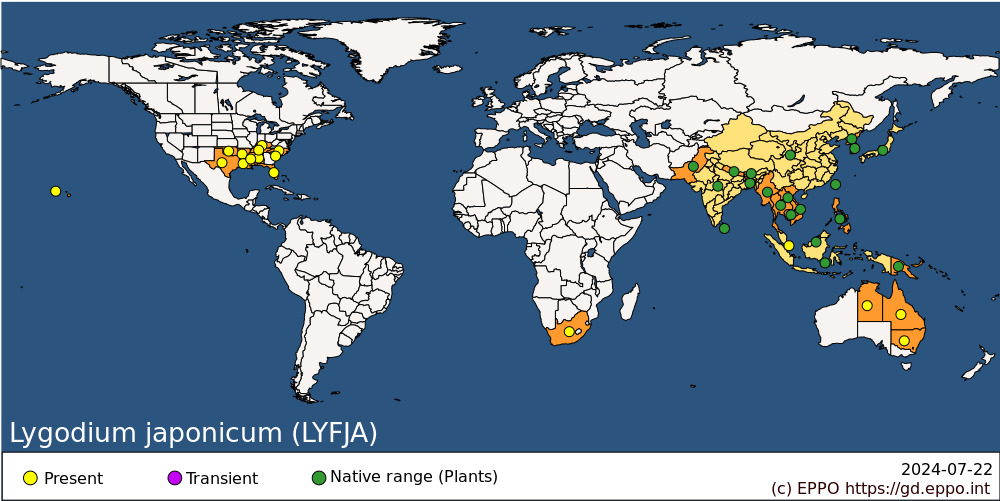 Lygodium japonicum (LYFJA)
Present
Transient
Native range (Plants)
2024-07-22
(c) EPPO https://gd.eppo.int